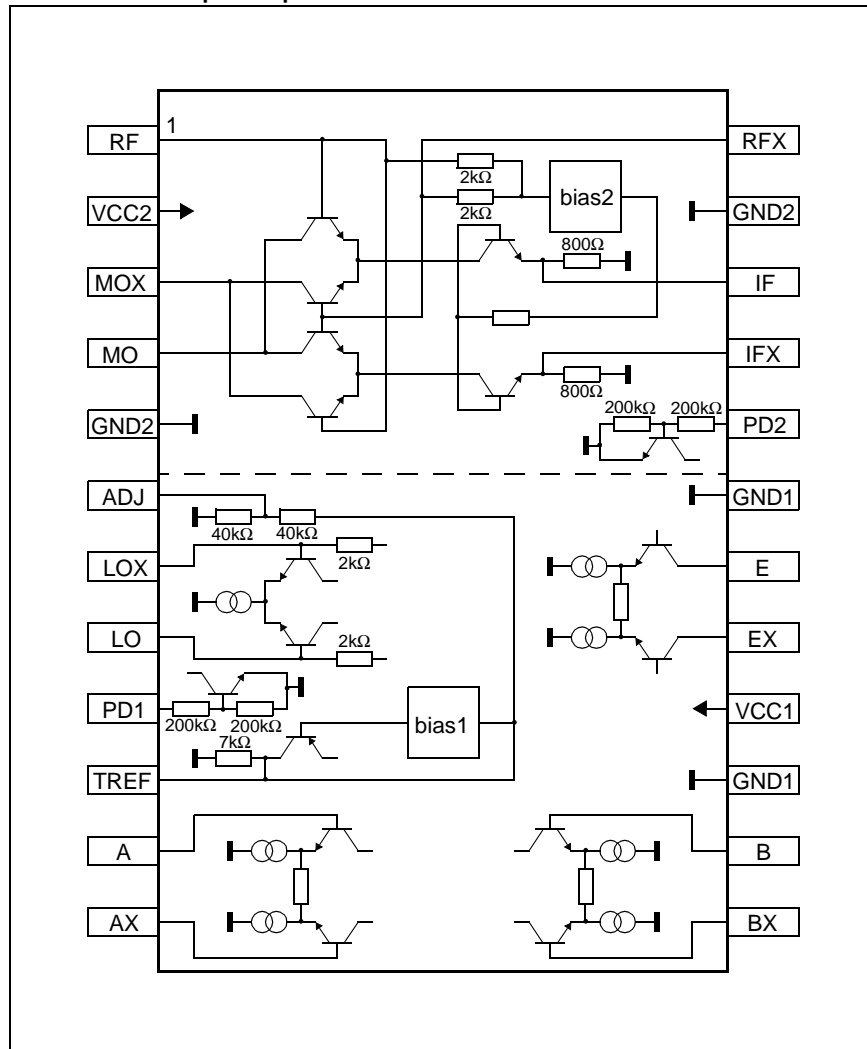 1
RF
RFX
2kΩ
VCC2
2kΩ
bias2
GND2
800Ω
MOX
IF
MO
IFX
800Ω
200kΩ
200kΩ
GND2
PD2
ADJ
GND1
40kΩ
40kΩ
LOX
2kΩ
E
LO
2kΩ
EX
PD1
200kΩ
200kΩ
bias1
VCC1
7kΩ
TREF
GND1
A
B
AX
BX